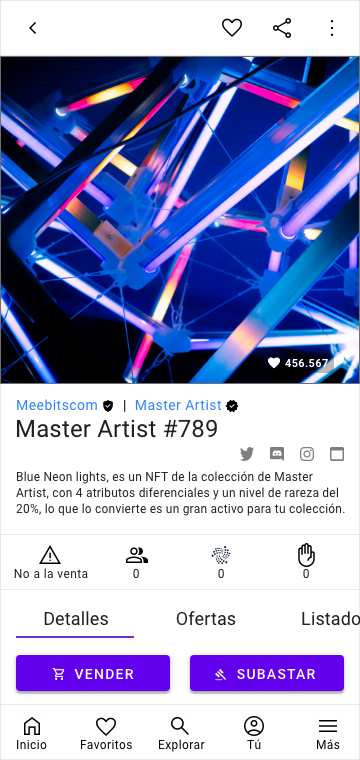 456.567
Meebitscom | Master Artist
Master Artist #789
Blue Neon lights, es un NFT de la colección de Master
Artist, con 4 atributos diferenciales y un nivel de rareza del
20%, lo que lo convierte es un gran activo para tu colección.
No a la venta 0 0 0
Detalles Ofertas Listado
VENDER SUBASTAR
Inicio Favoritos Explorar Tú Más